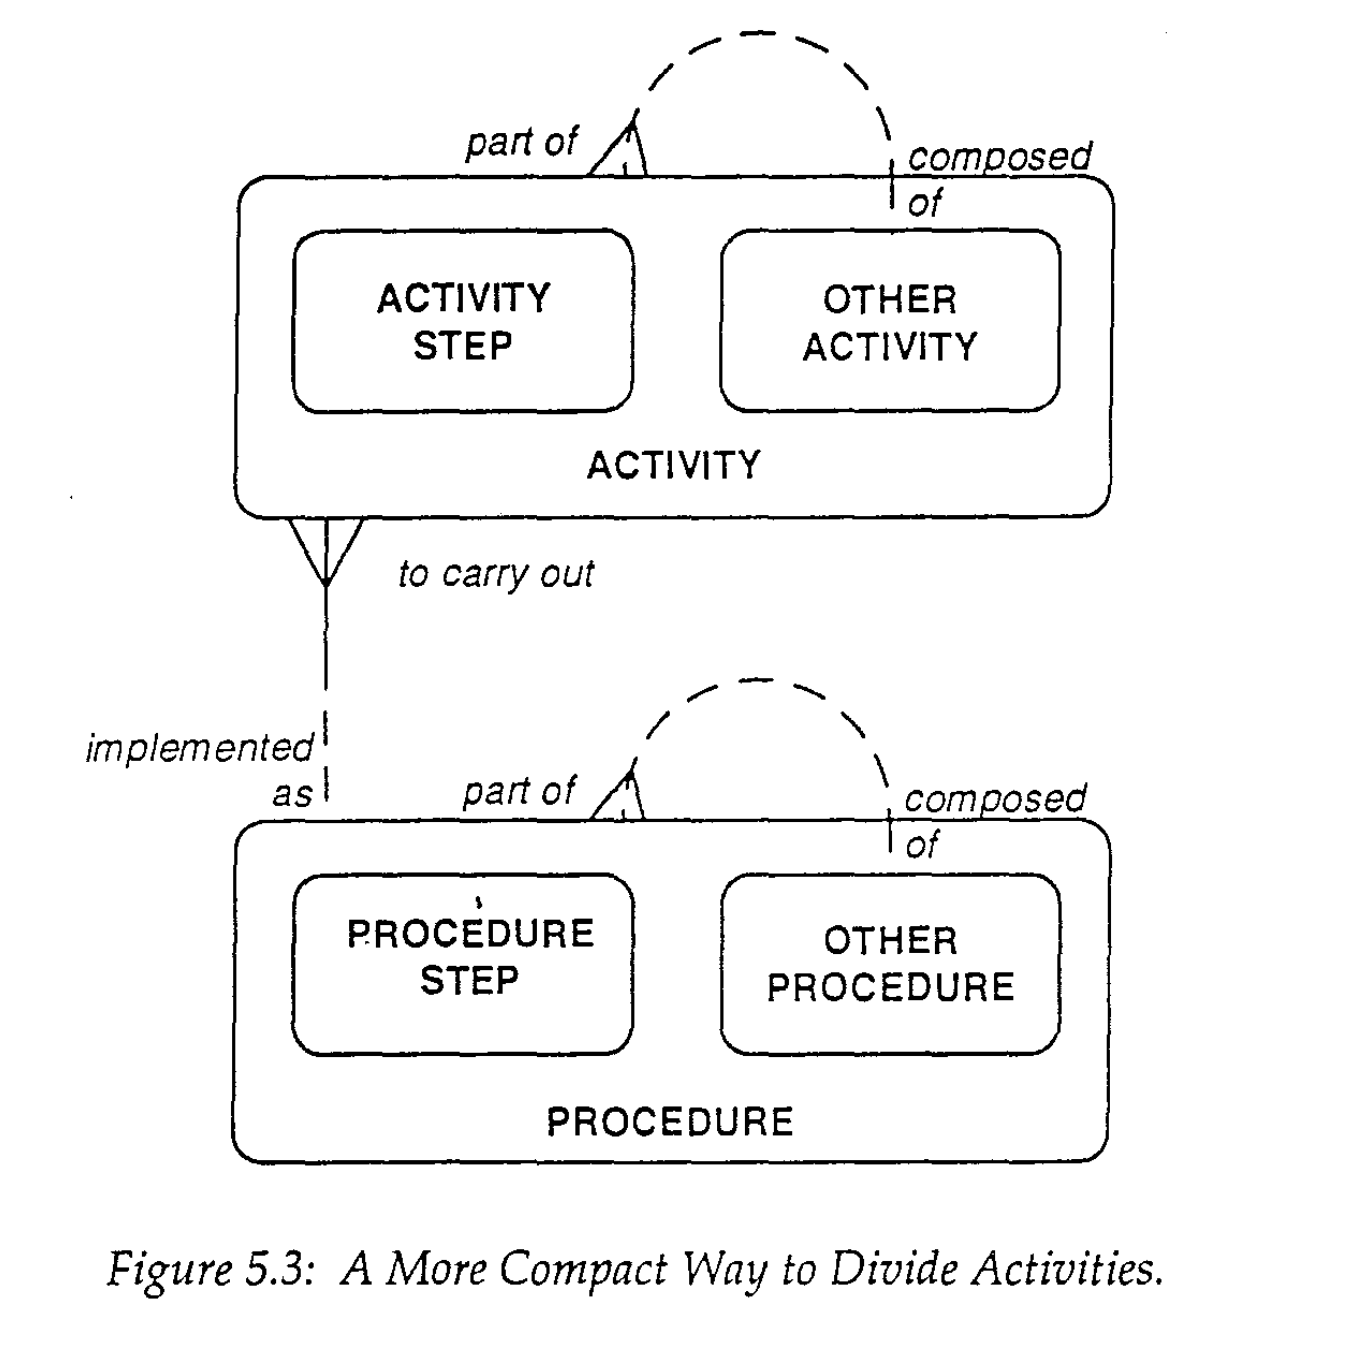 part of
composed
of
ACTIVITY
STEP
OTHER
ACTIVITY
ACTIVITY
to carry out
implemented
as
part of
composed
of
PROCEDURE
STEP
OTHER
PROCEDURE
PROCEDURE
Figure 5.3: A More Compact Way to Divide Activities.